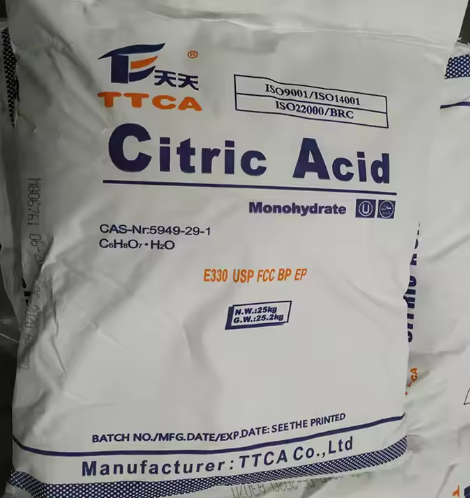 天天®
TTCA
ISO9001/ISO14001
ISO22000/BRC
Citric Acid
Monohydrate U
CAS-Nr:5949-29-1
C₆H₈O₇·H₂O
E330 USP FCC BP EP
N.W.:25kg
G.W.:25.2kg
BATCH NO./MFG.DATE/EXP.DATE: SEE THE PRINTED
Manufacturer: TTCA Co.,Ltd
TTCA